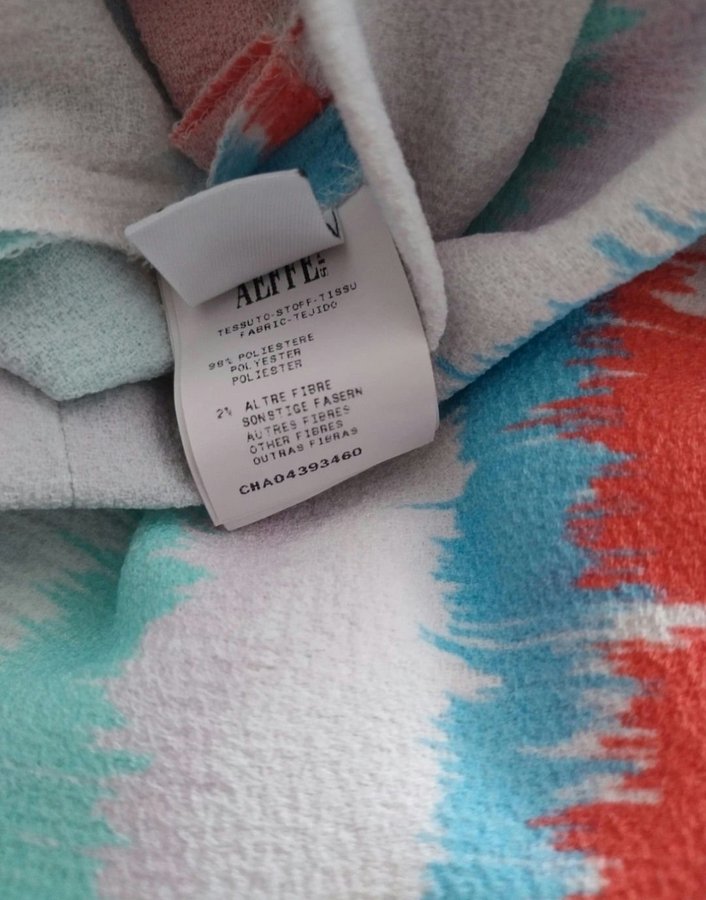 AEFFE
TESSUTO-STOFF-TISSU
FABRIC-TEJIDO
98% POLIESTERE
POLYESTER
POLIESTER
2% ALTRE FIBRE
SONSTIGE FASERN
AUTRES FIBRES
OTHER FIBRES
OUTRAS FIBRAS
CHA04393460